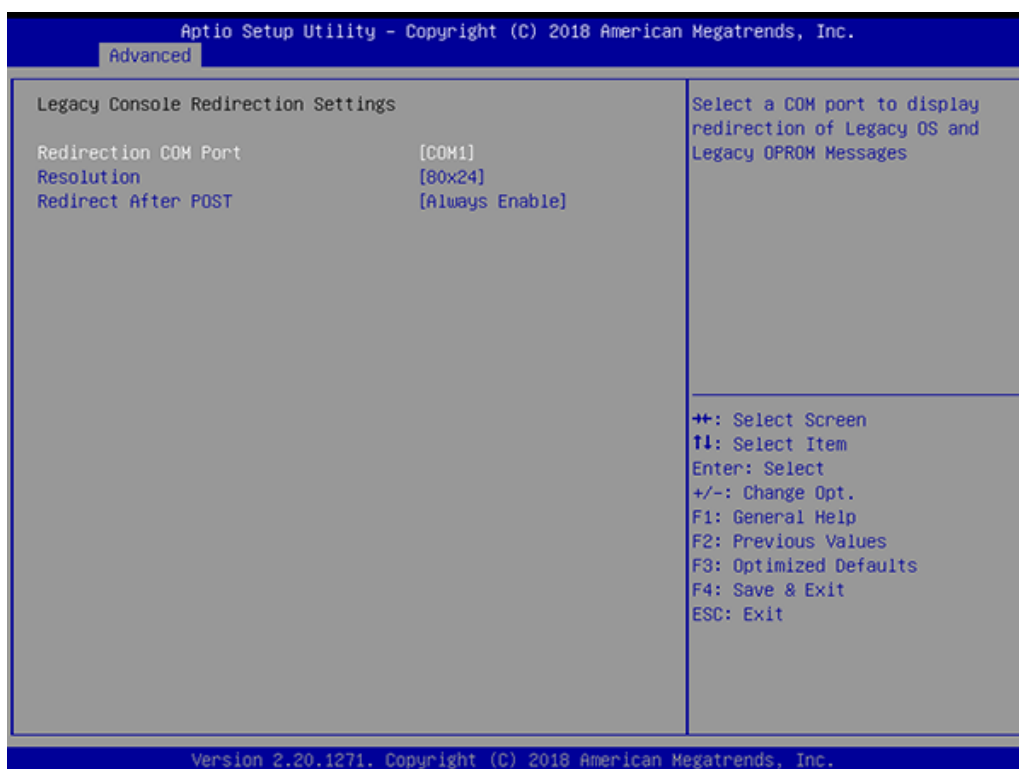 Aptio Setup Utility – Copyright (C) 2018 American Megatrends, Inc.
Advanced
Legacy Console Redirection Settings
Redirection COM Port [COM1]
Resolution [80x24]
Redirect After POST [Always Enable]
Select a COM port to display
redirection of Legacy OS and
Legacy OPROM Messages
→←: Select Screen
↑↓: Select Item
Enter: Select
+/-: Change Opt.
F1: General Help
F2: Previous Values
F3: Optimized Defaults
F4: Save & Exit
ESC: Exit
Version 2.20.1271. Copyright (C) 2018 American Megatrends, Inc.